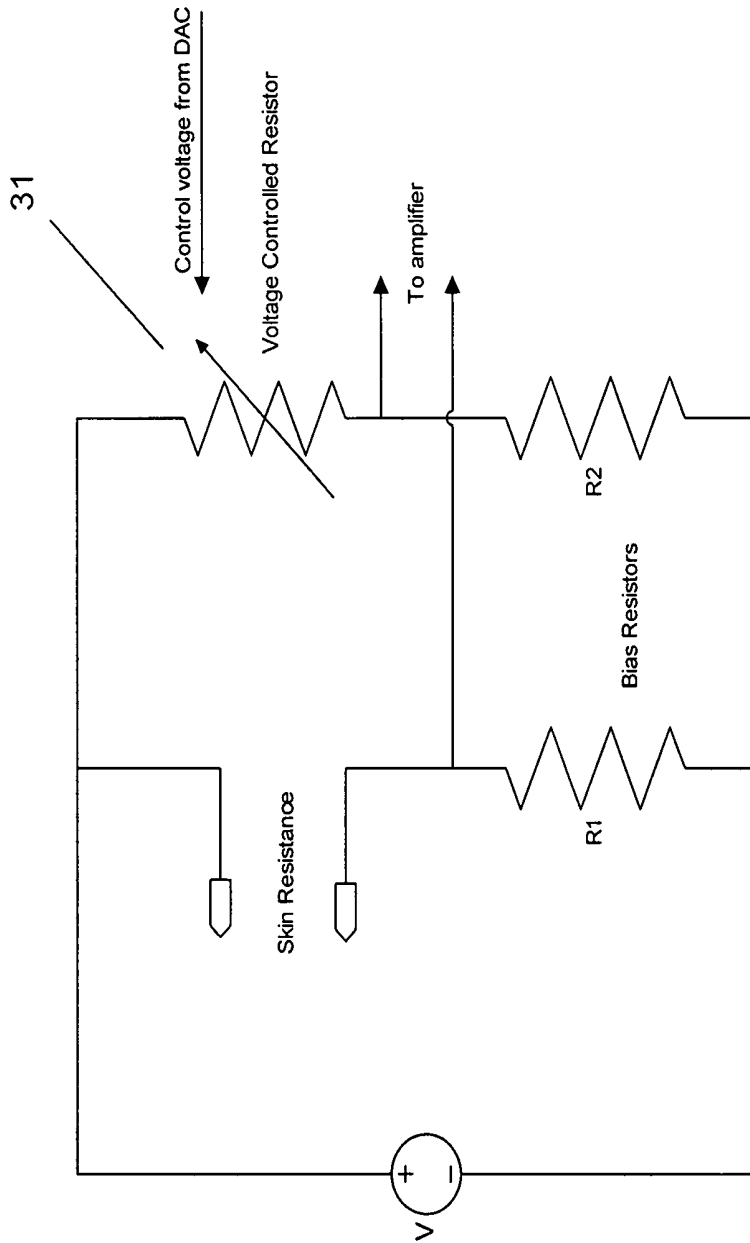 31
Control voltage from DAC
Voltage Controlled Resistor
To amplifier
Skin Resistance
R1
Bias Resistors
R2
V
+
−